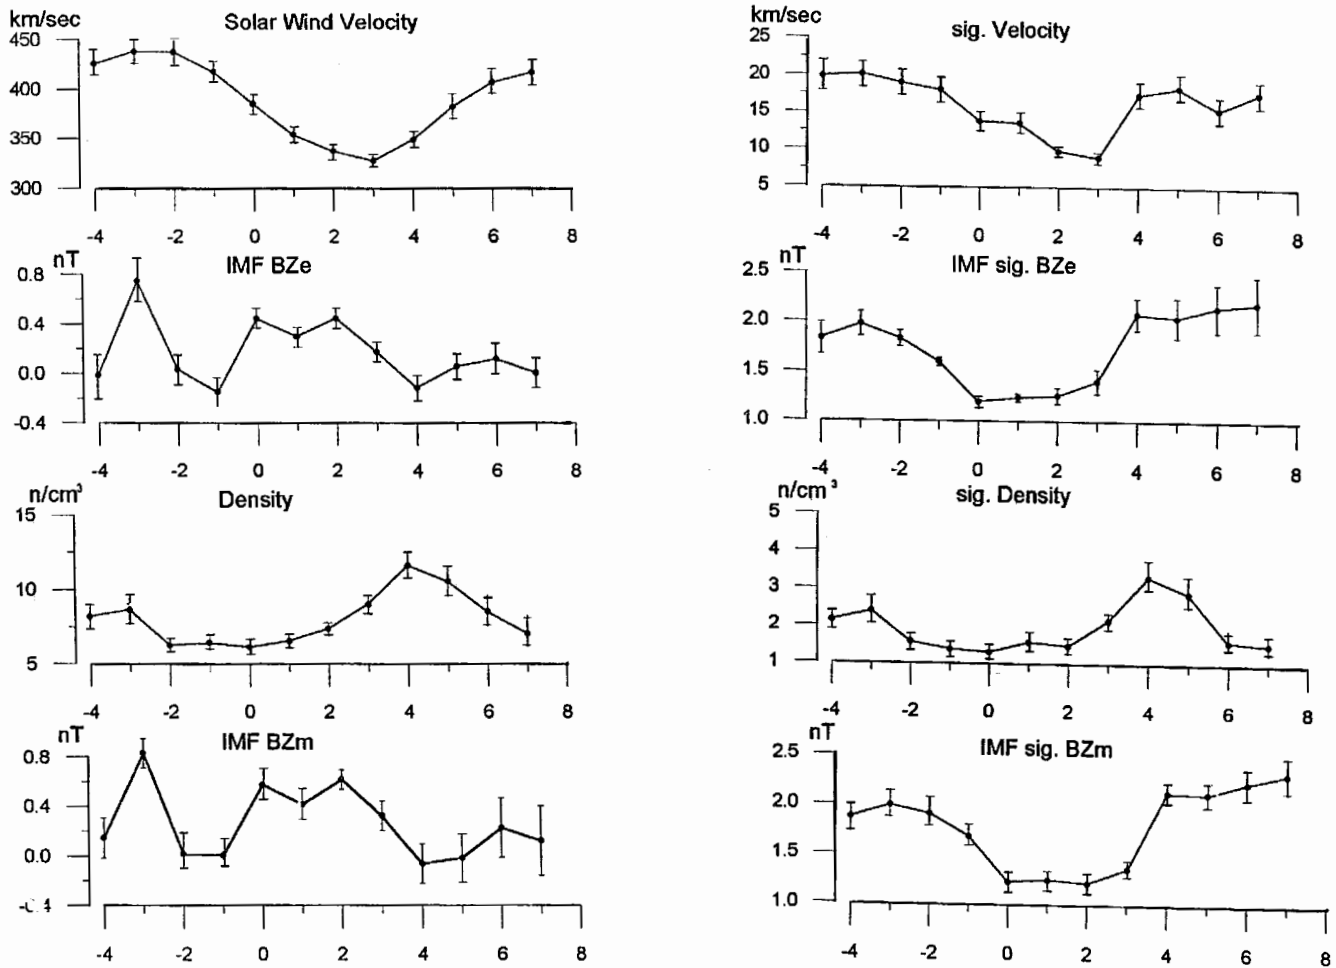 km/sec
Solar Wind Velocity
450
400
350
300
-4 -2 0 2 4 6 8
km/sec
sig. Velocity
25
20
15
10
5
-4 -2 0 2 4 6 8
nT
IMF BZe
0.8
0.4
0.0
-0.4
-4 -2 0 2 4 6 8
nT
IMF sig. BZe
2.5
2.0
1.5
1.0
-4 -2 0 2 4 6 8
n/cm³
Density
15
10
5
-4 -2 0 2 4 6 8
n/cm³
sig. Density
5
4
3
2
1
-4 -2 0 2 4 6 8
nT
IMF BZm
0.8
0.4
0.0
-4 -2 0 2 4 6 8
nT
IMF sig. BZm
2.5
2.0
1.5
1.0
-4 -2 0 2 4 6 8